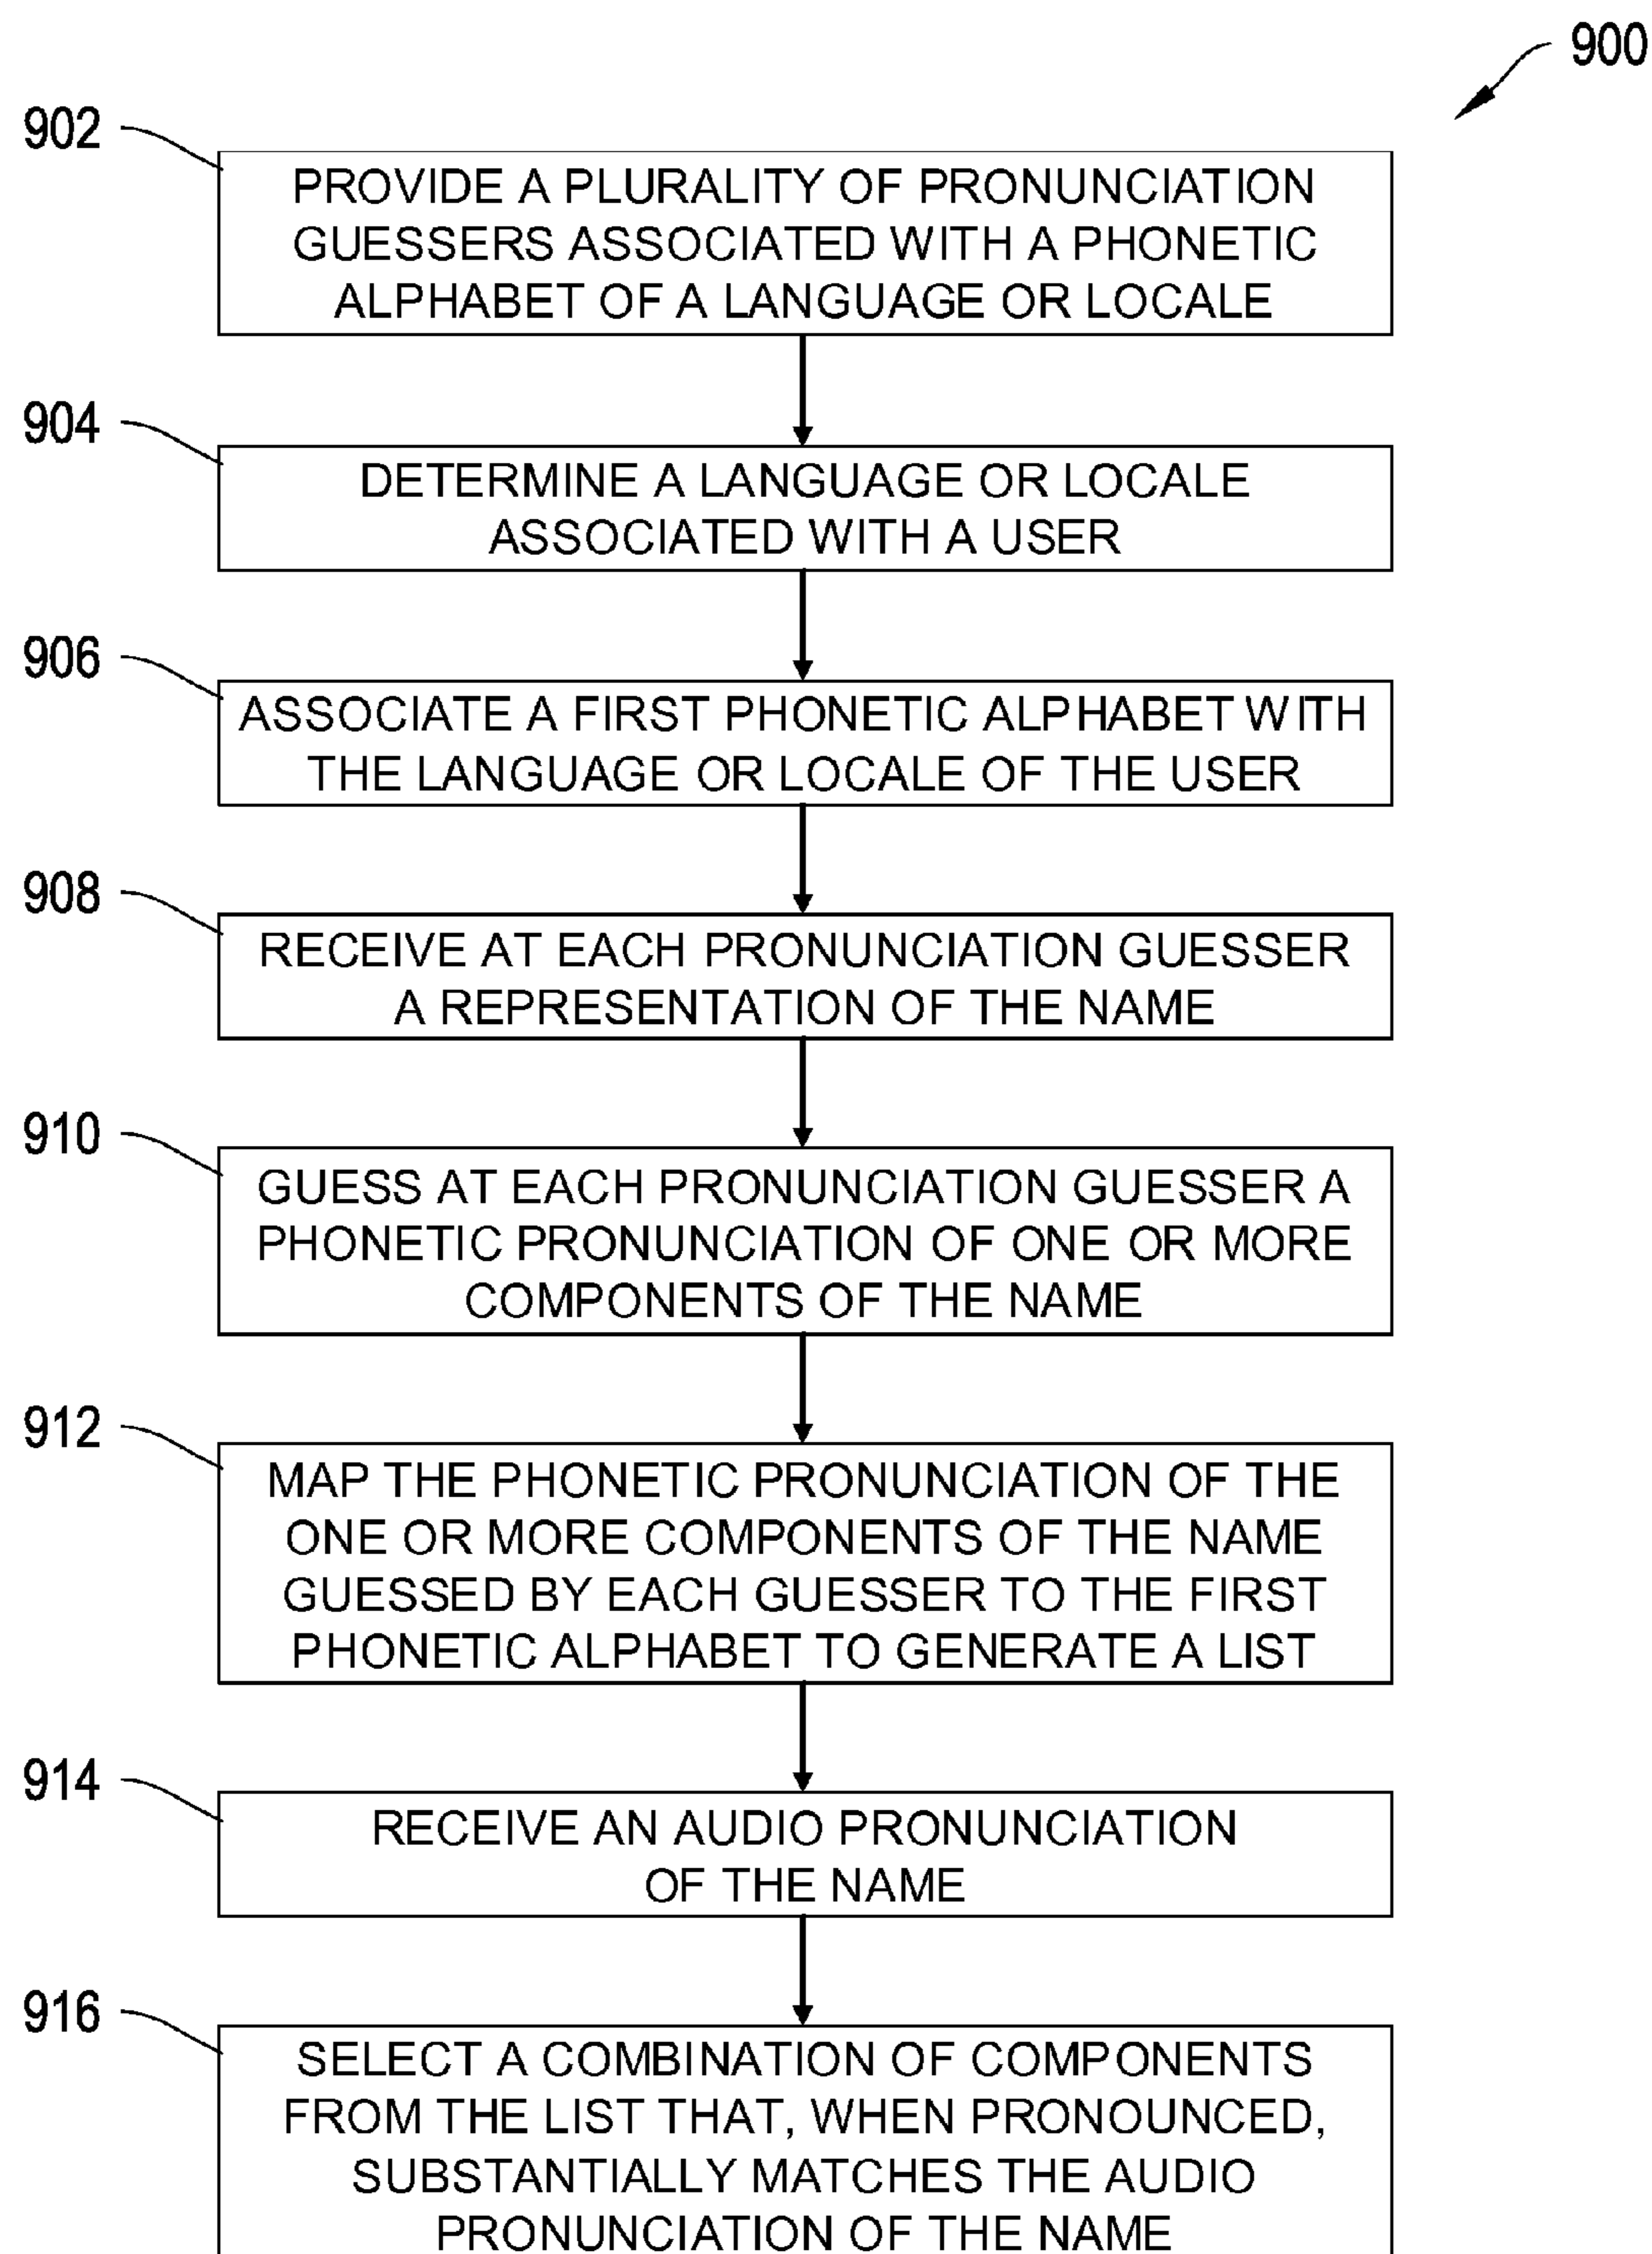 900
902
PROVIDE A PLURALITY OF PRONUNCIATION
GUESSERS ASSOCIATED WITH A PHONETIC
ALPHABET OF A LANGUAGE OR LOCALE
904
DETERMINE A LANGUAGE OR LOCALE
ASSOCIATED WITH A USER
906
ASSOCIATE A FIRST PHONETIC ALPHABET WITH
THE LANGUAGE OR LOCALE OF THE USER
908
RECEIVE AT EACH PRONUNCIATION GUESSER
A REPRESENTATION OF THE NAME
910
GUESS AT EACH PRONUNCIATION GUESSER A
PHONETIC PRONUNCIATION OF ONE OR MORE
COMPONENTS OF THE NAME
912
MAP THE PHONETIC PRONUNCIATION OF THE
ONE OR MORE COMPONENTS OF THE NAME
GUESSED BY EACH GUESSER TO THE FIRST
PHONETIC ALPHABET TO GENERATE A LIST
914
RECEIVE AN AUDIO PRONUNCIATION
OF THE NAME
916
SELECT A COMBINATION OF COMPONENTS
FROM THE LIST THAT, WHEN PRONOUNCED,
SUBSTANTIALLY MATCHES THE AUDIO
PRONUNCIATION OF THE NAME